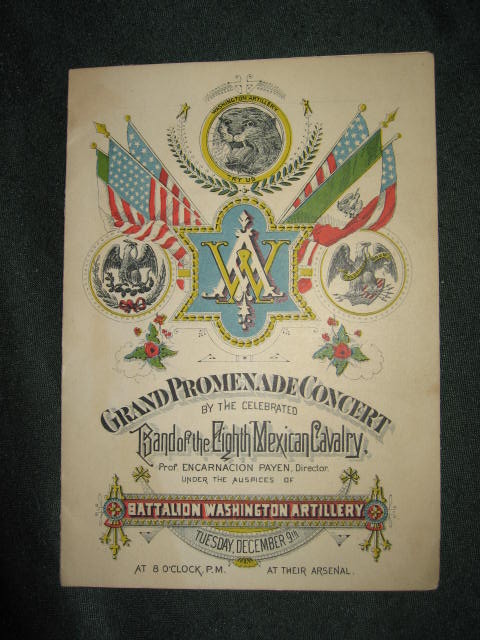 WASHINGTON ARTILLERY
TRY US
WA
GRAND PROMENADE CONCERT
BY THE CELEBRATED
Band of the Eighth Mexican Cavalry,
Prof. ENCARNACION PAYEN, Director.
UNDER THE AUSPICES OF
BATTALION WASHINGTON ARTILLERY
TUESDAY, DECEMBER 9th
AT 8 O'CLOCK, P.M. AT THEIR ARSENAL.